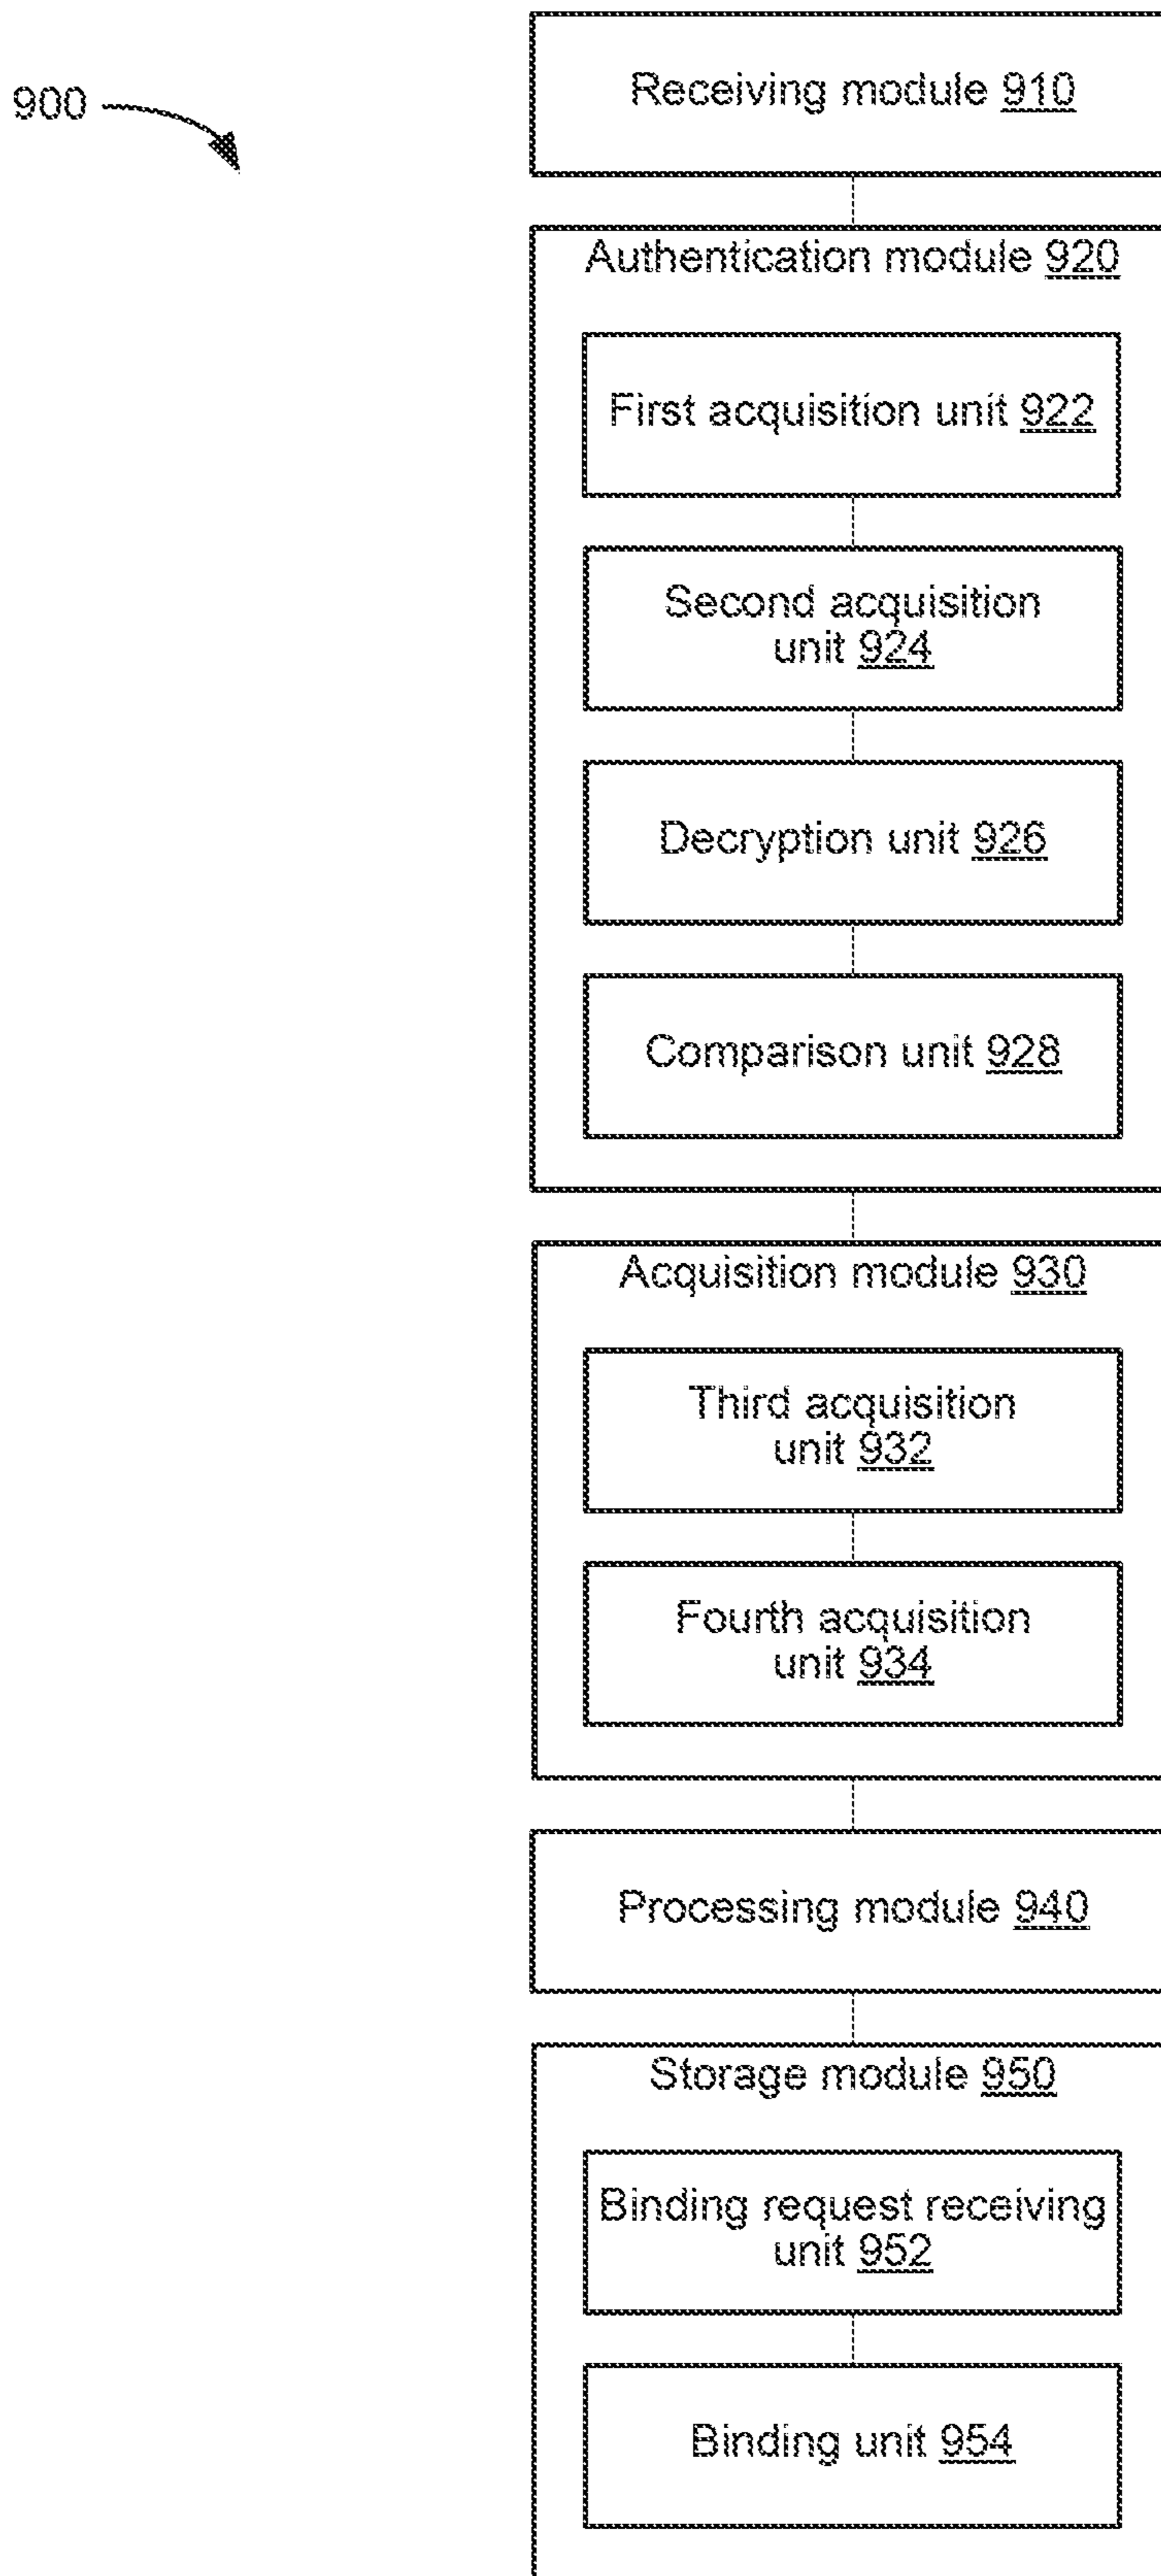 900
Receiving module 910
Authentication module 920
First acquisition unit 922
Second acquisition
unit 924
Decryption unit 926
Comparison unit 928
Acquisition module 930
Third acquisition
unit 932
Fourth acquisition
unit 934
Processing module 940
Storage module 950
Binding request receiving
unit 952
Binding unit 954